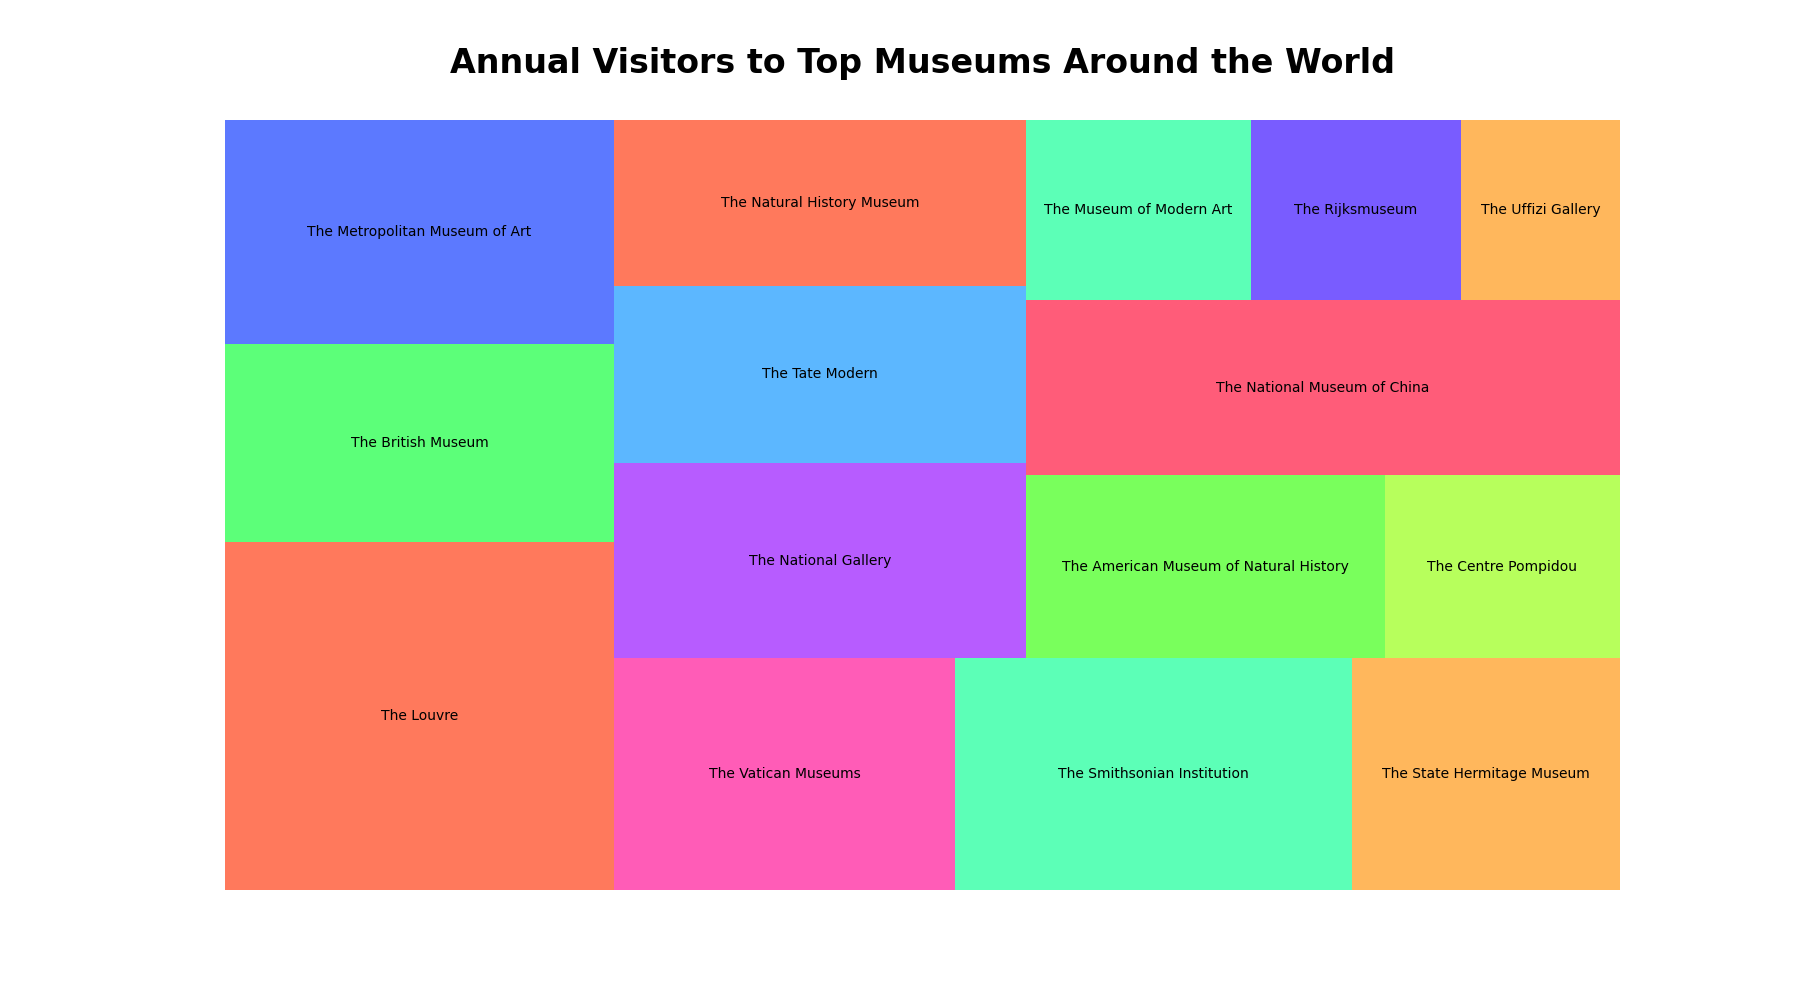 Annual Visitors to Top Museums Around the World
The Metropolitan Museum of Art
The Natural History Museum
The Museum of Modern Art
The Rijksmuseum
The Uffizi Gallery
The Tate Modern
The National Museum of China
The British Museum
The National Gallery
The American Museum of Natural History
The Centre Pompidou
The Louvre
The Vatican Museums
The Smithsonian Institution
The State Hermitage Museum